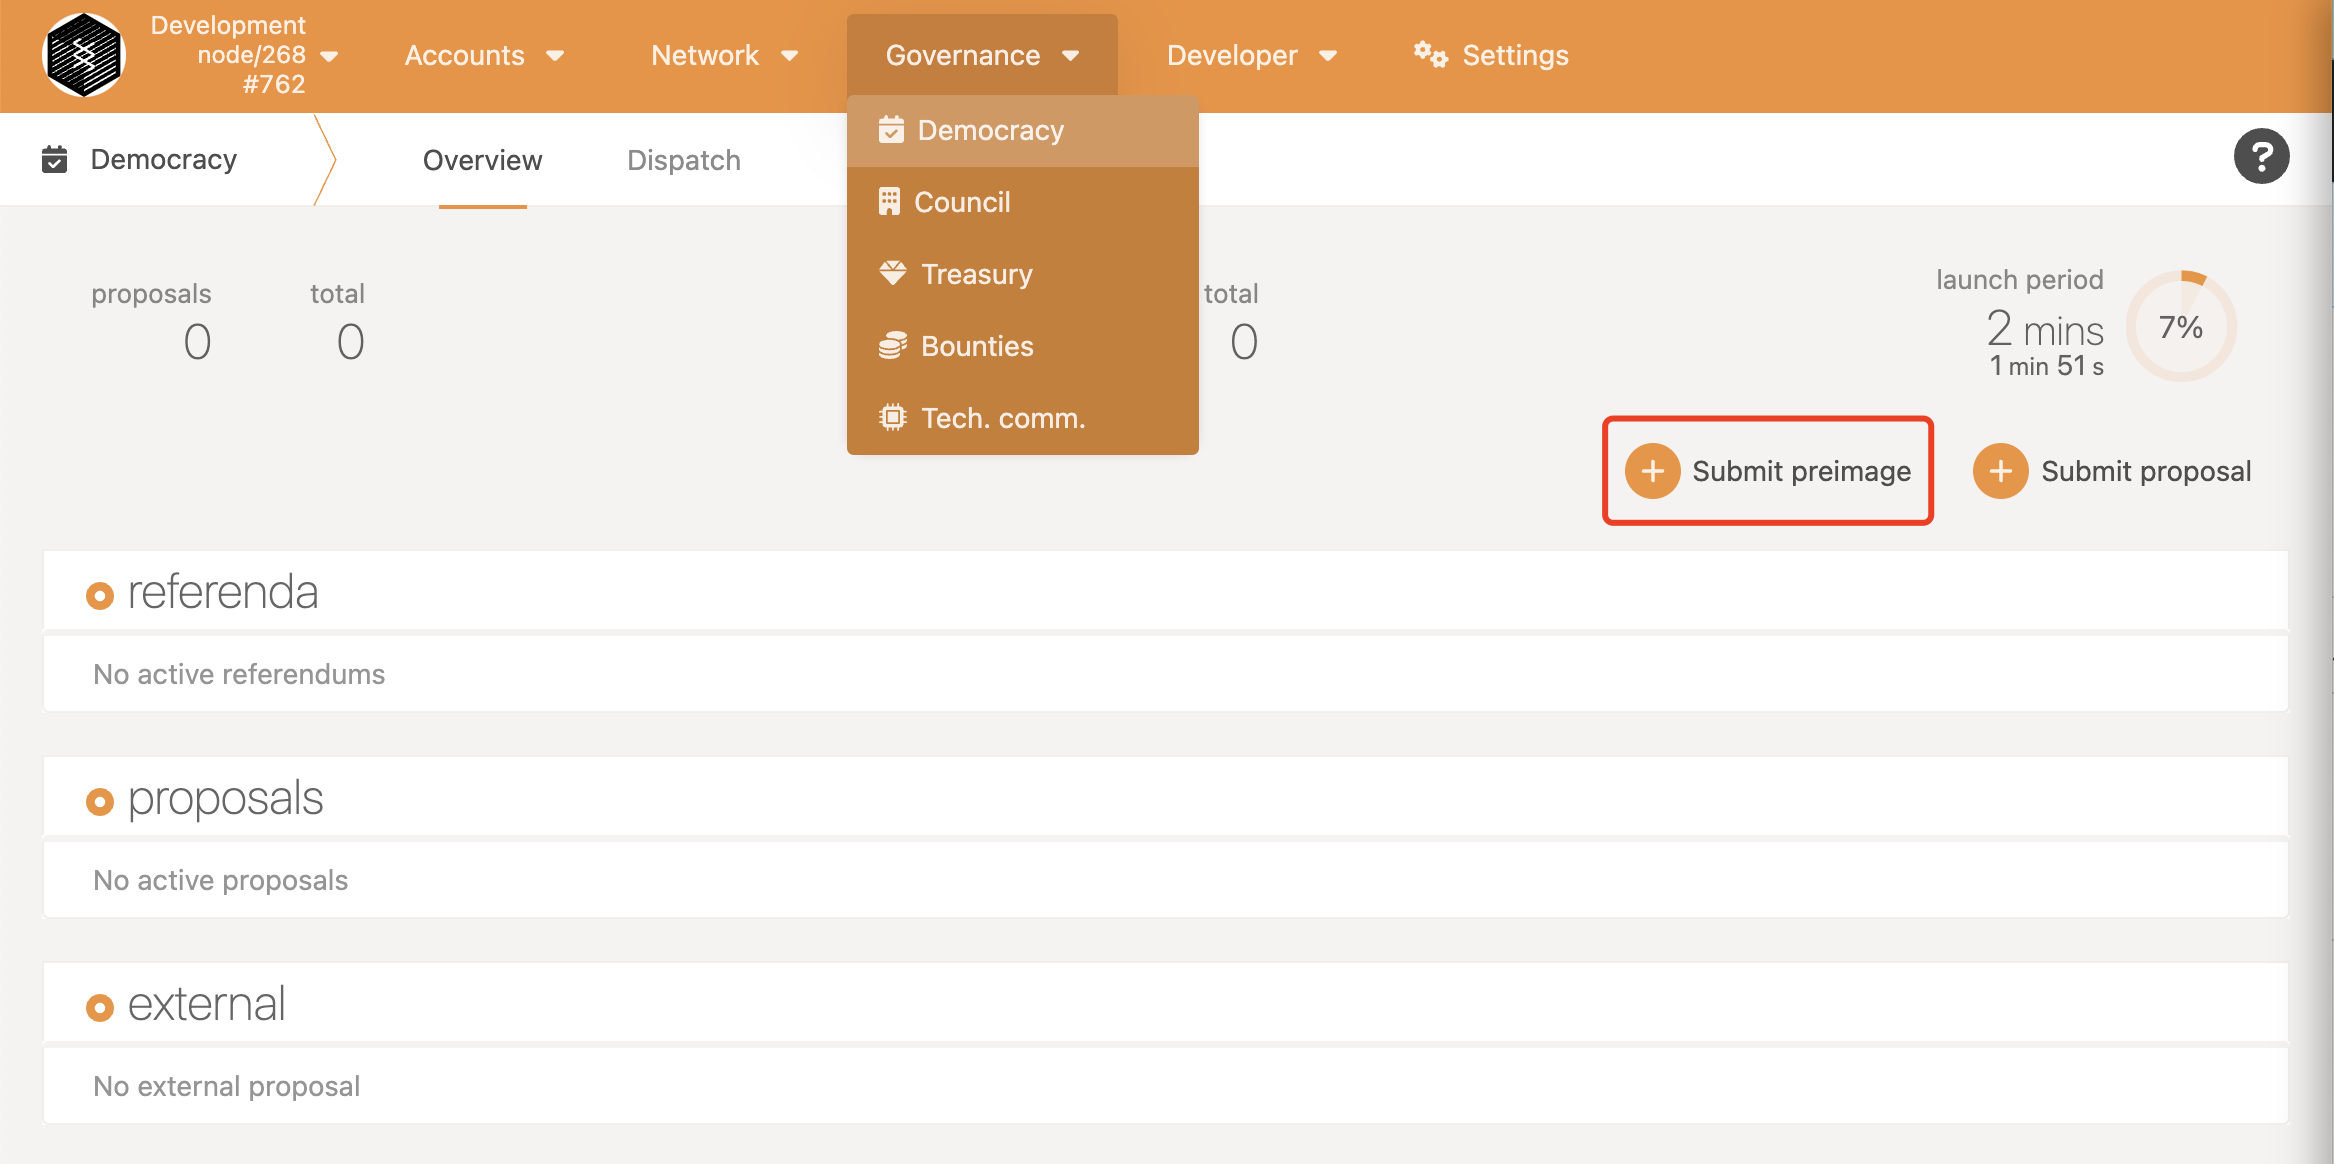 Development
node/268
#762
Accounts
Network
Governance
Developer
Settings
Democracy
Overview
Dispatch
Democracy
Council
Treasury
Bounties
Tech. comm.
?
proposals
0
total
0
total
0
launch period
2 mins
1 min 51 s
7%
Submit preimage
Submit proposal
referenda
No active referendums
proposals
No active proposals
external
No external proposal